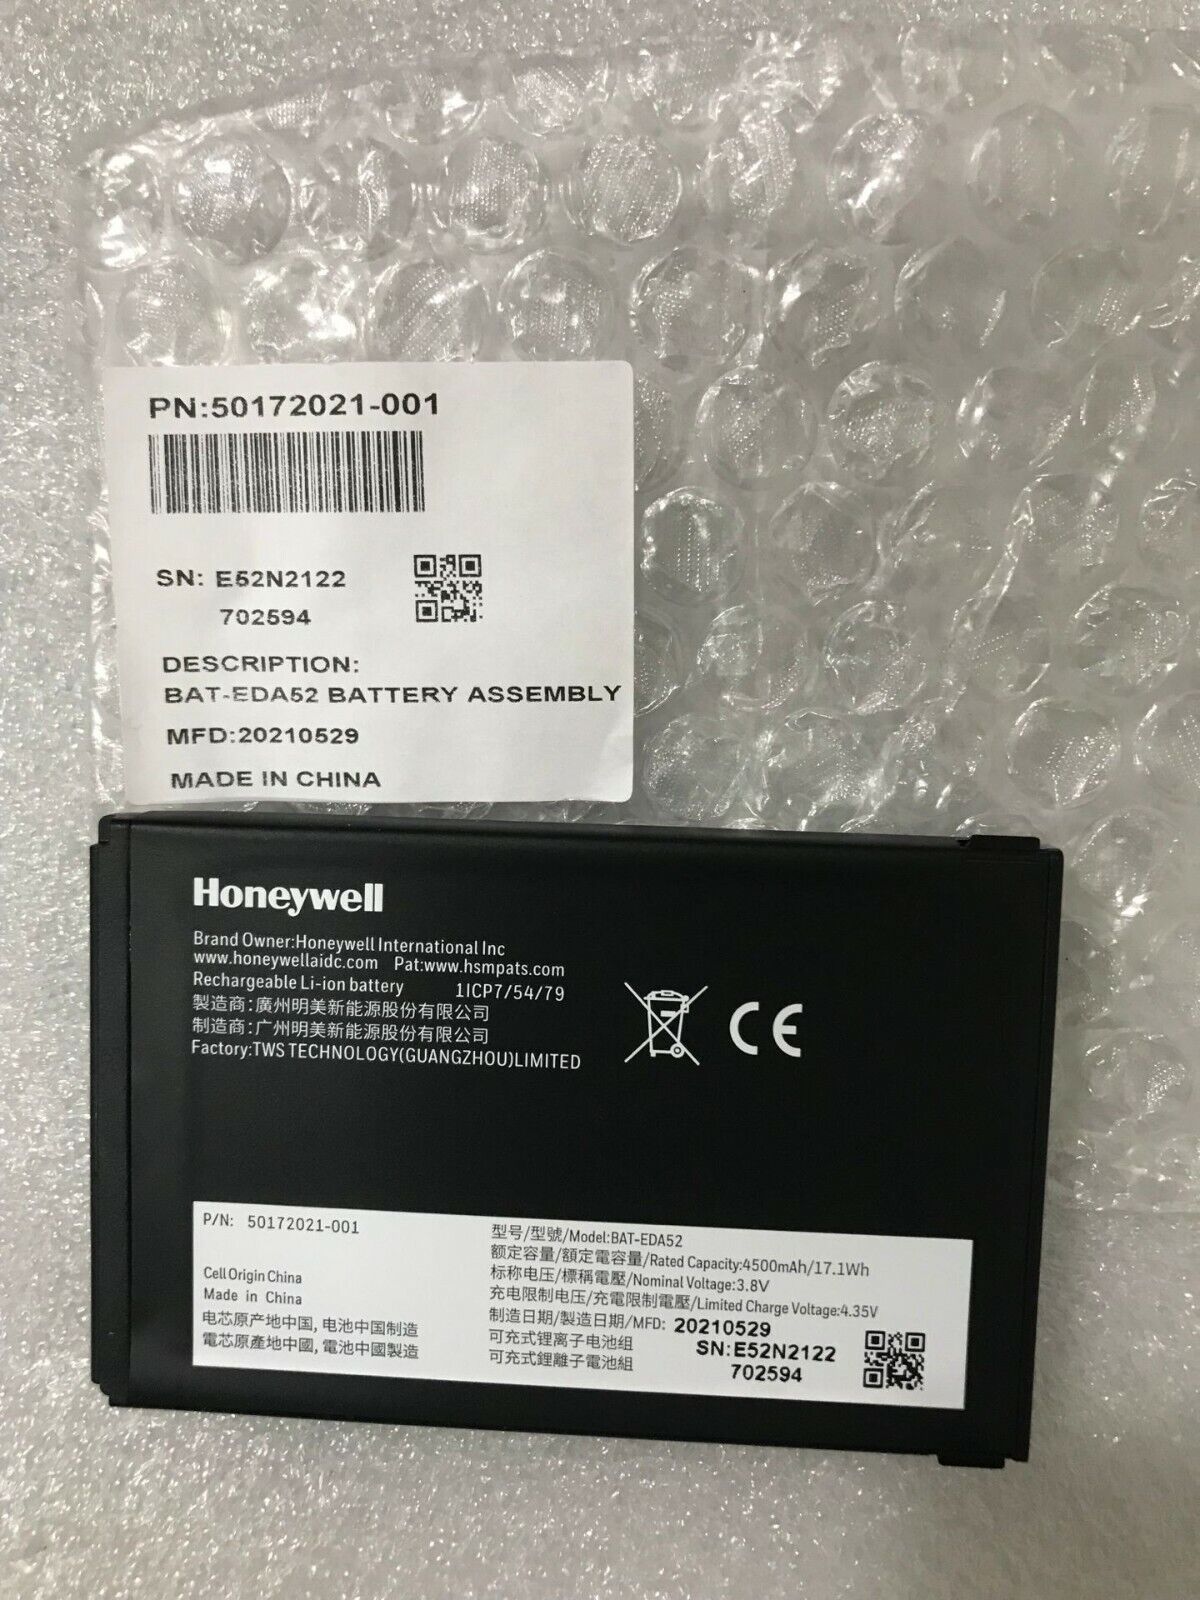 PN:50172021-001
SN: E52N2122
702594
DESCRIPTION:
BAT-EDA52 BATTERY ASSEMBLY
MFD:20210529
MADE IN CHINA
Honeywell
Brand Owner:Honeywell International Inc
www.honeywellaidc.com Pat:www.hsmpats.com
Rechargeable Li-ion battery 1ICP7/54/79
製造商:廣州明美新能源股份有限公司
制造商:广州明美新能源股份有限公司
Factory:TWS TECHNOLOGY(GUANGZHOU)LIMITED
CE
P/N: 50172021-001
Cell Origin China
Made in China
电芯原产地中国, 电池中国制造
電芯原產地中國, 電池中國製造
型号/型號/Model:BAT-EDA52
额定容量/額定電容量/Rated Capacity:4500mAh/17.1Wh
标称电压/標稱電壓/Nominal Voltage:3.8V
充电限制电压/充電限制電壓/Limited Charge Voltage:4.35V
制造日期/製造日期/MFD: 20210529
可充式锂离子电池组
可充式鋰離子電池組
SN:E52N2122
702594